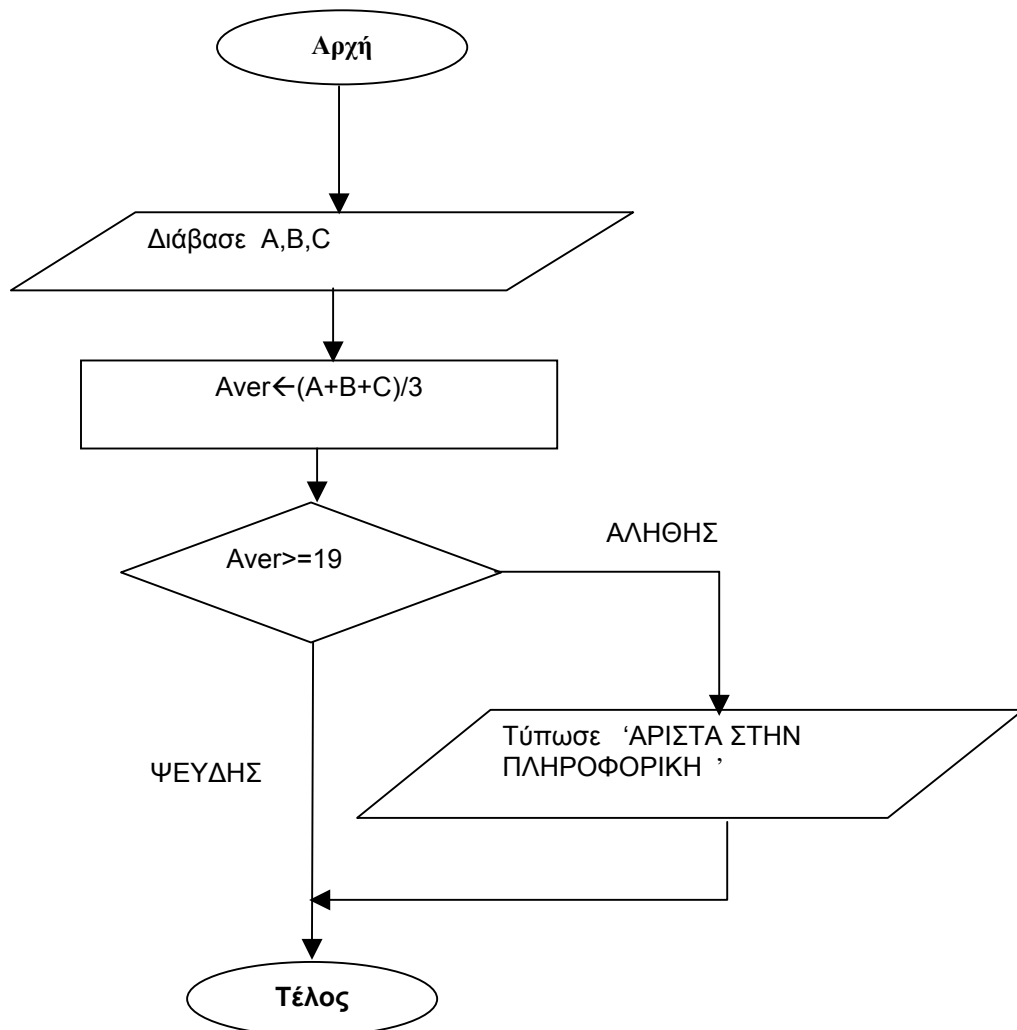 Αρχή
Διάβασε A,B,C
Aver←(A+B+C)/3
Aver>=19
ΑΛΗΘΗΣ
Τύπωσε ‘ΑΡΙΣΤΑ ΣΤΗΝ
ΠΛΗΡΟΦΟΡΙΚΗ ’
ΨΕΥΔΗΣ
Τέλος